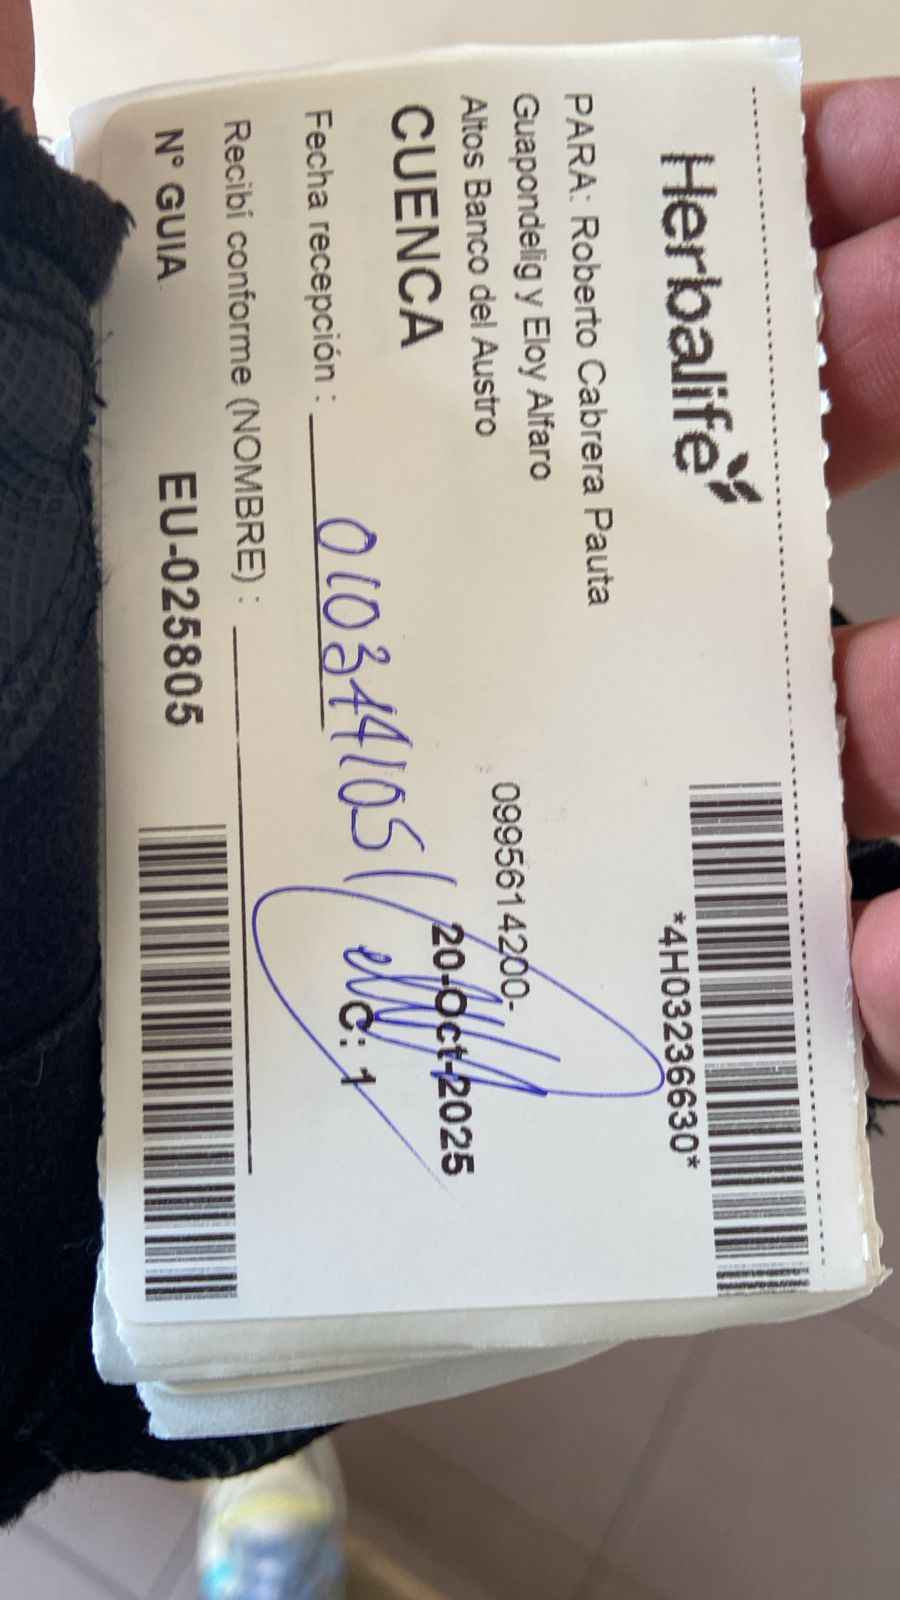 Herbalife
*4H03236630*
PARA: Roberto Cabrera Pauta
Guapondelig y Eloy Alfaro
0995614200-
Altos Banco del Austro
CUENCA
20-Oct-2025
Fecha recepción :
0103441051
C: 1
Recibí conforme (NOMBRE) :
N° GUIA
EU-025805